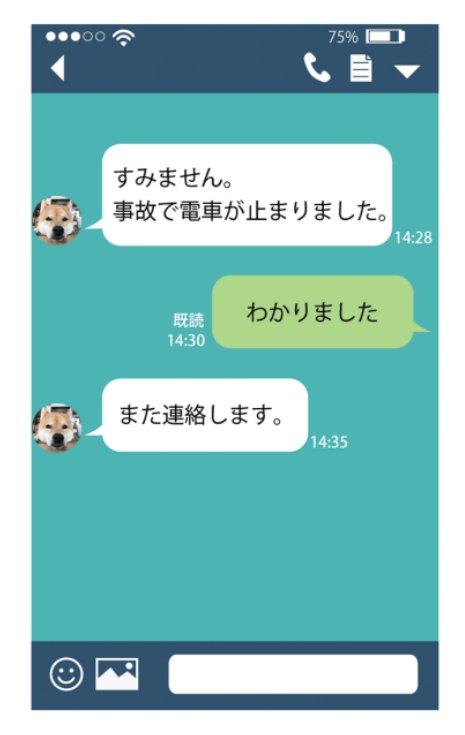 75%
すみません。
事故で電車が止まりました。
14:28
わかりました
既読
14:30
また連絡します。
14:35